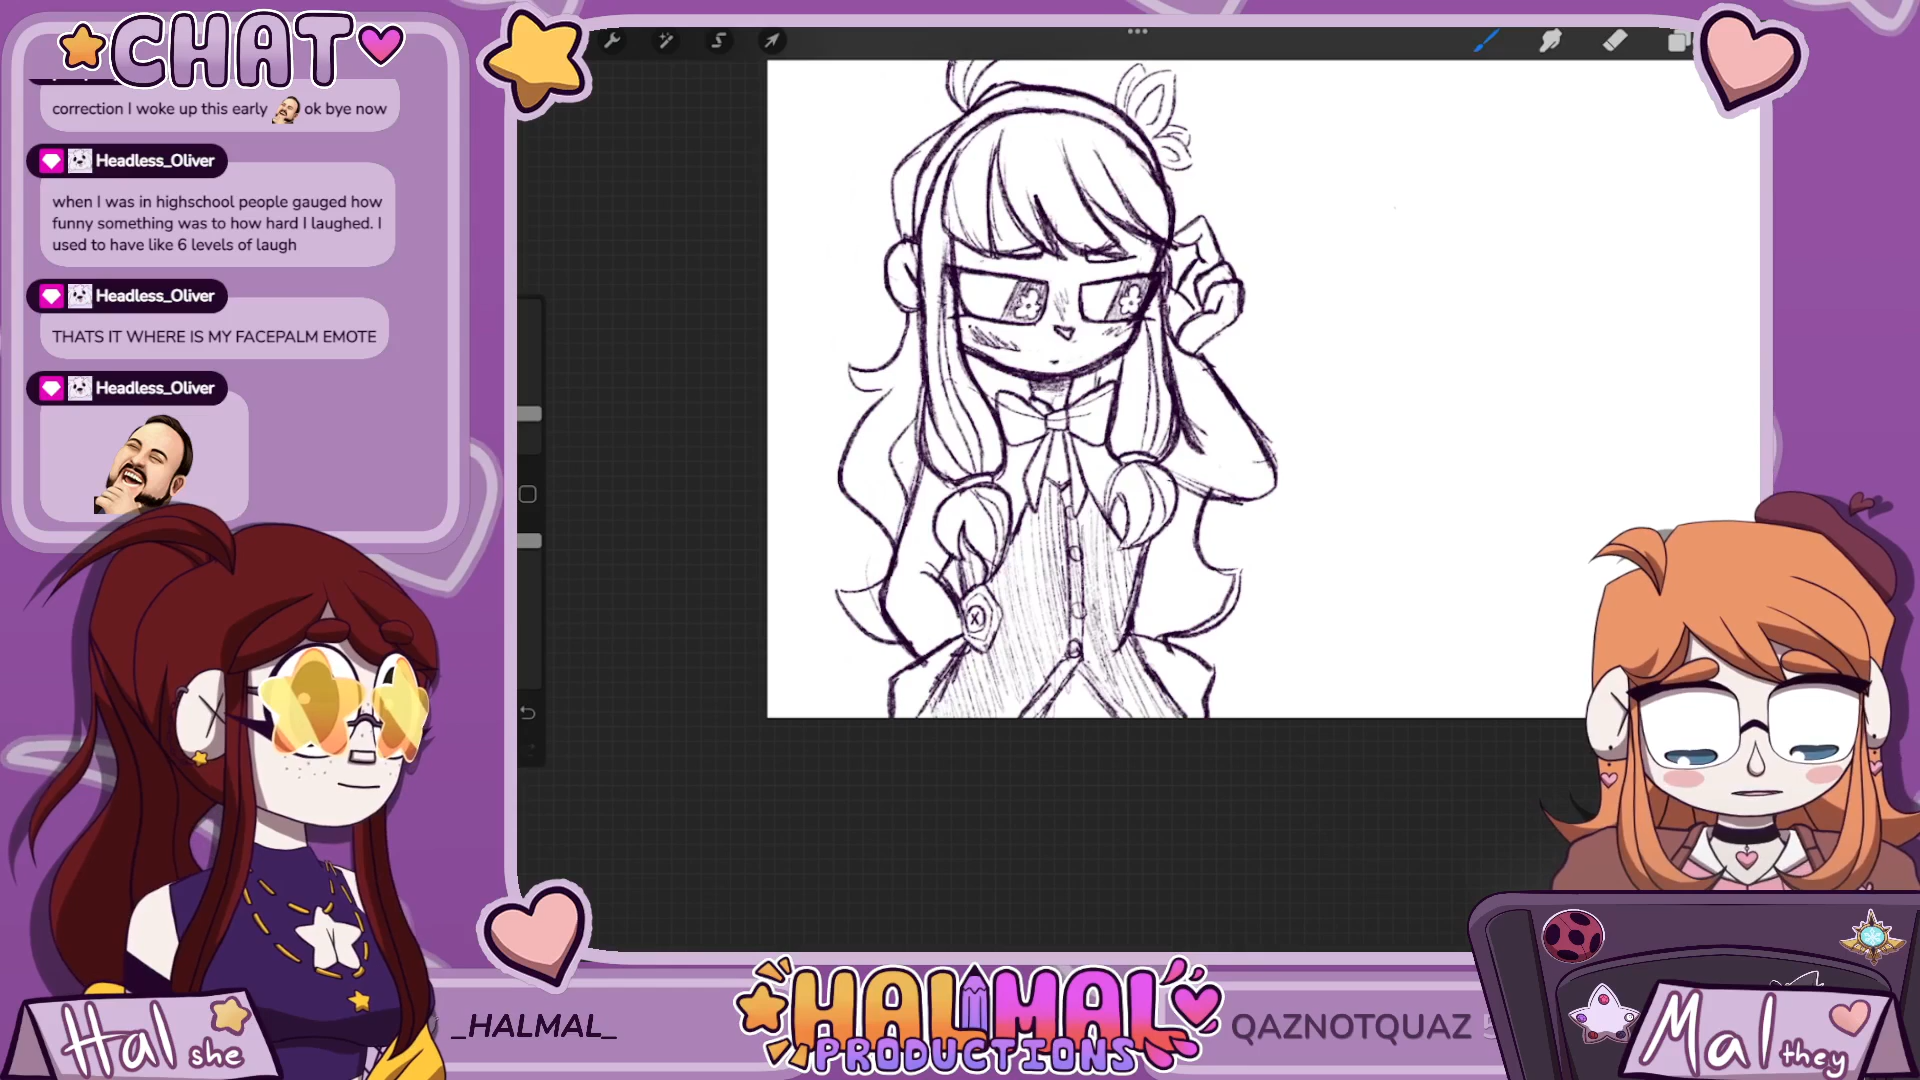 CHAT
correction I woke up this early ok bye now
Headless_Oliver
when I was in highschool people gauged how
funny something was to how hard I laughed. I
used to have like 6 levels of laugh
Headless_Oliver
THATS IT WHERE IS MY FACEPALM EMOTE
Headless_Oliver
Hal she
_HALMAL_
HALMAL
PRODUCTIONS
QAZNOTQUAZ
Mal they